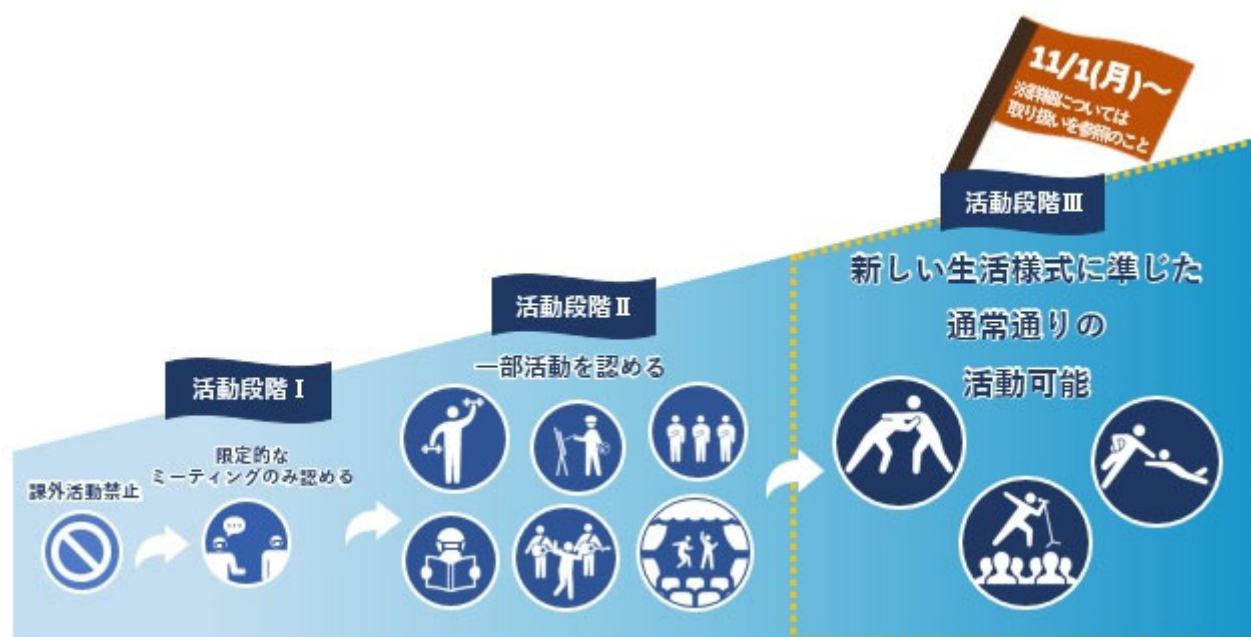 11/1(月)～
※詳細については
取り扱いを参照のこと
活動段階Ⅲ
新しい生活様式に準じた
通常通りの
活動可能
活動段階Ⅱ
一部活動を認める
活動段階Ⅰ
限定的な
ミーティングのみ認める
課外活動禁止